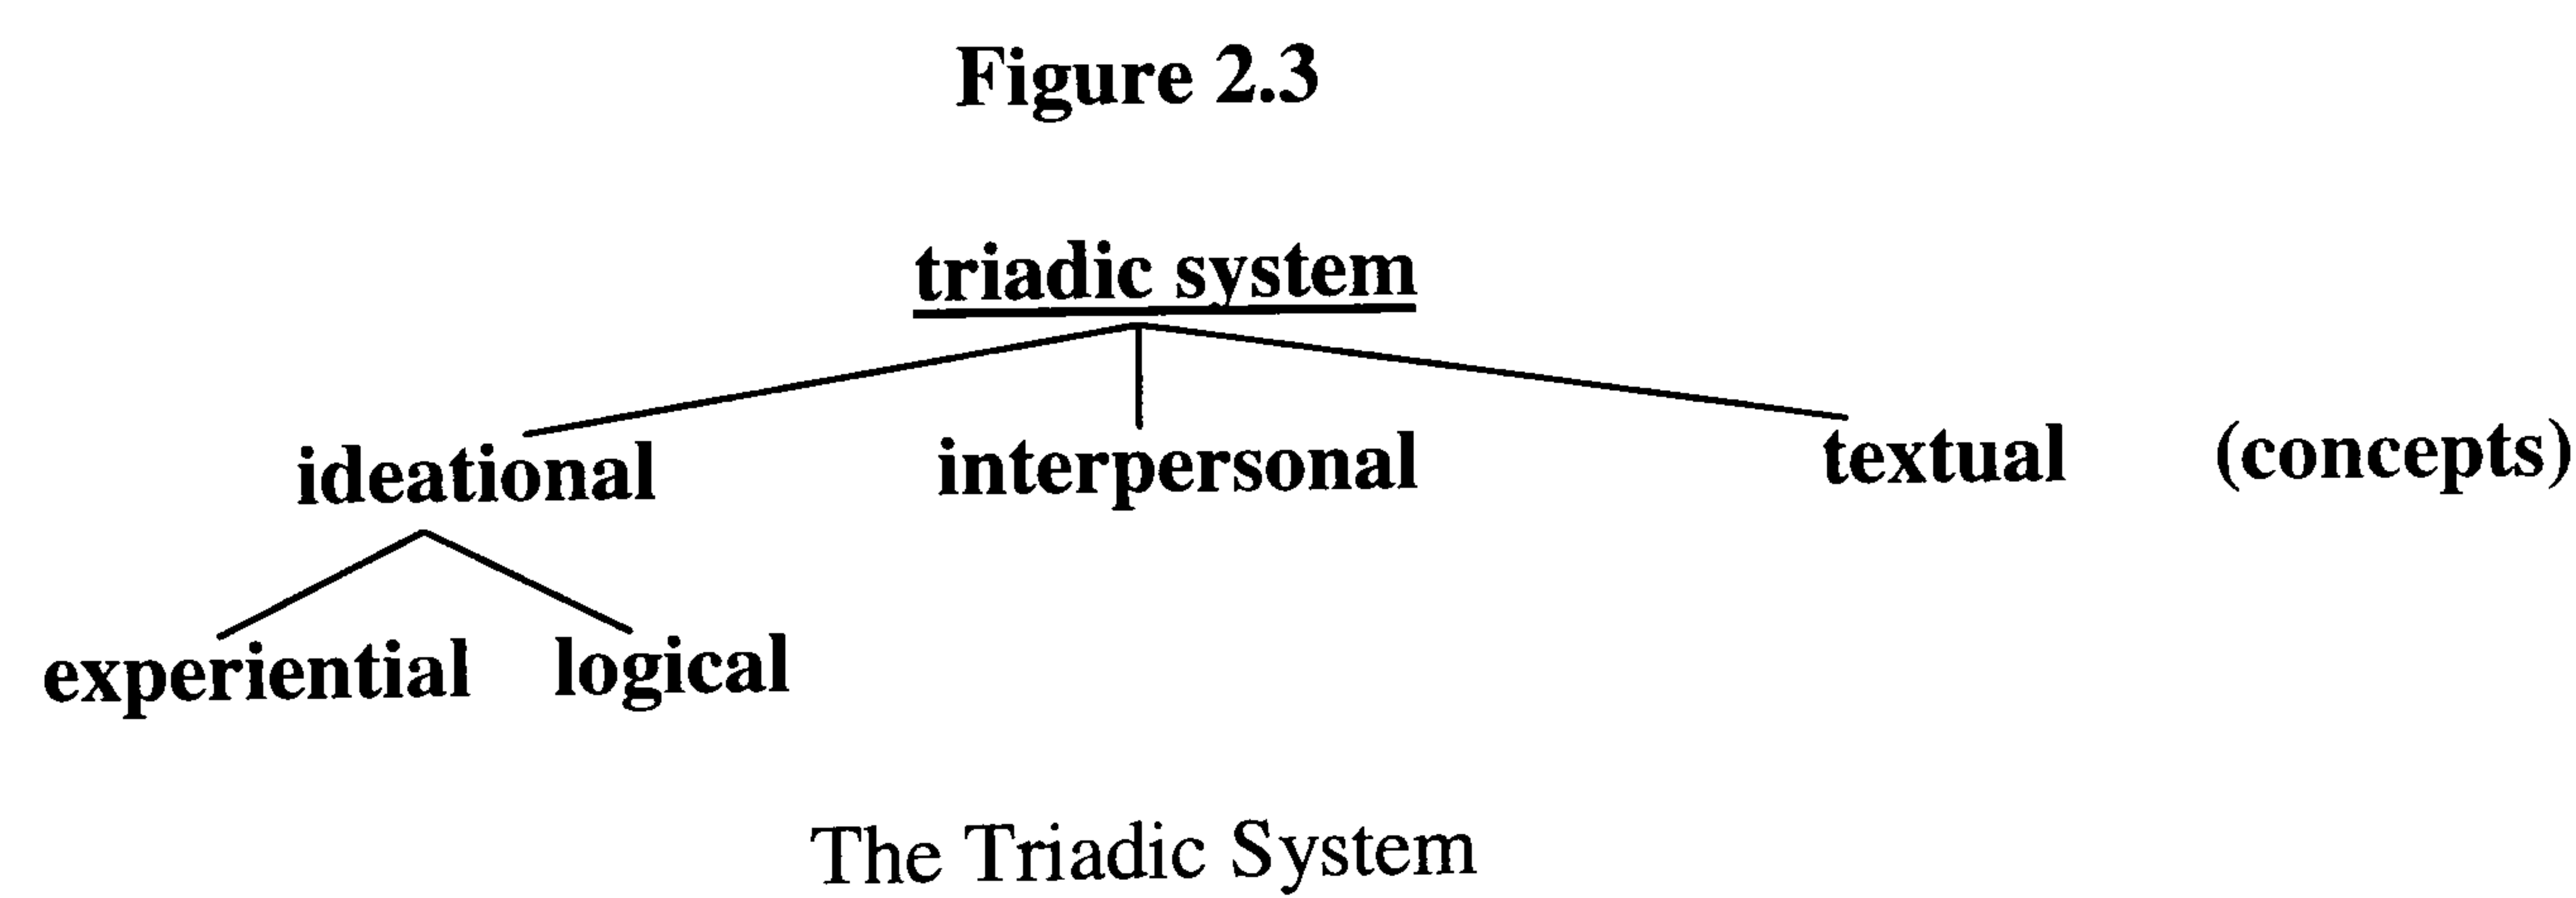 Figure 2.3
triadic system
ideational interpersonal textual (concepts)
experiential logical
The Triadic System